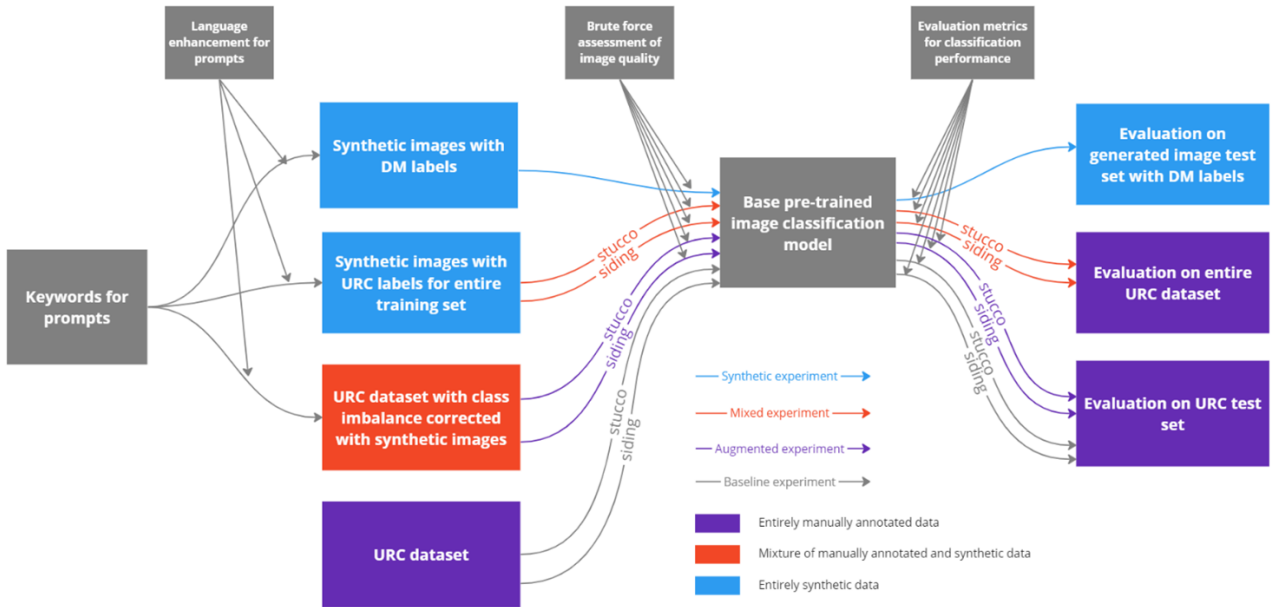 Language
enhancement for
prompts
Brute force
assessment of
image quality
Evaluation metrics
for classification
performance
Synthetic images with
DM labels
Evaluation on
generated image test
set with DM labels
Base pre-trained
image classification
model
stucco
siding
Synthetic images with
URC labels for entire
training set
stucco
siding
Evaluation on entire
URC dataset
Keywords for
prompts
stucco
siding
stucco
siding
URC dataset with class
imbalance corrected
with synthetic images
stucco
siding
stucco
siding
Evaluation on URC test
set
URC dataset
Synthetic experiment
Mixed experiment
Augmented experiment
Baseline experiment
Entirely manually annotated data
Mixture of manually annotated and synthetic data
Entirely synthetic data